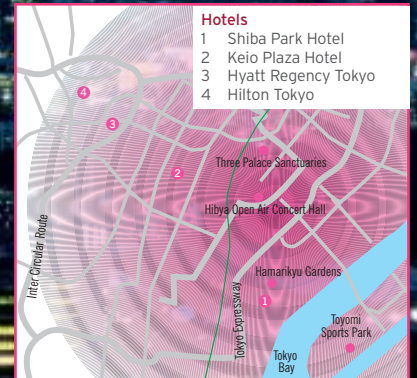 Hotels
1 Shiba Park Hotel
2 Keio Plaza Hotel
3 Hyatt Regency Tokyo
4 Hilton Tokyo
4
3
Three Palace Sanctuaries
2
Hibya Open Air Concert Hall
Inter Circular Route
Hamarikyu Gardens
1
Tokyo Expressway
Toyomi
Sports Park
Tokyo
Bay